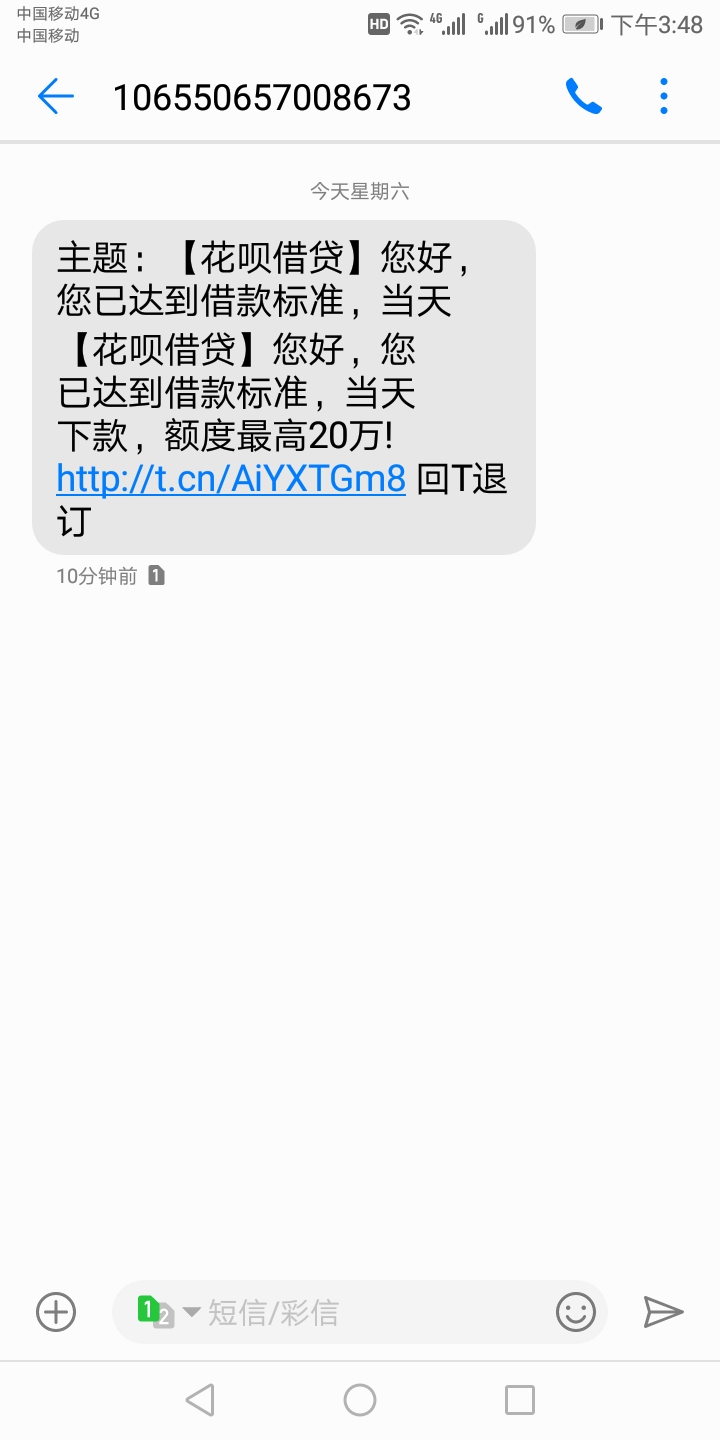 中国移动4G
中国移动
HD 4G G 91% 下午3:48
106550657008673
今天星期六
主题：【花呗借贷】您好，
您已达到借款标准，当天
【花呗借贷】您好，您
已达到借款标准，当天
下款，额度最高20万!
http://t.cn/AiYXTGm8 回T退
订
10分钟前 1
1 2 短信/彩信